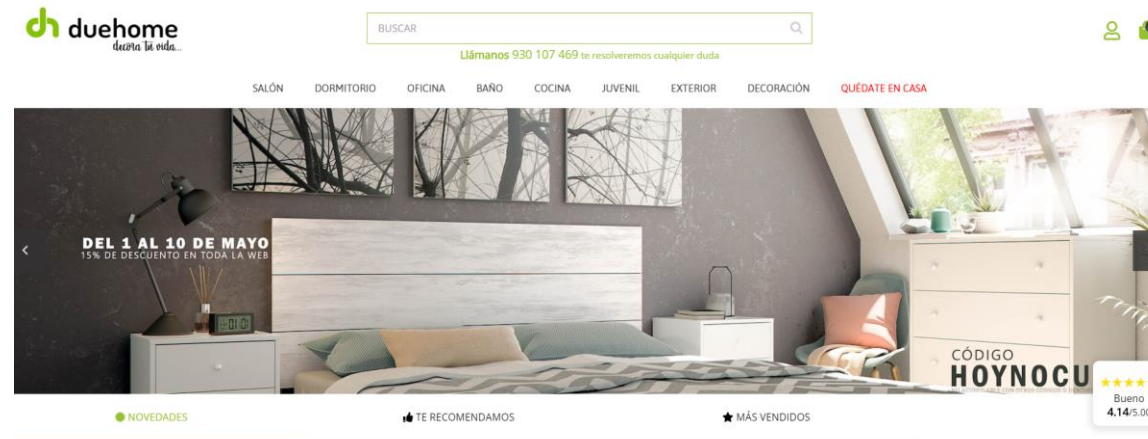 dh duehome
decora tu vida...
BUSCAR
Llámanos 930 107 469 te resolveremos cualquier duda
SALÓN DORMITORIO OFICINA BAÑO COCINA JUVENIL EXTERIOR DECORACIÓN QUÉDATE EN CASA
DEL 1 AL 10 DE MAYO
15% DE DESCUENTO EN TODA LA WEB
CÓDIGO
HOYNOCU
Bueno
4.14/5.00
NOVEDADES TE RECOMENDAMOS MÁS VENDIDOS